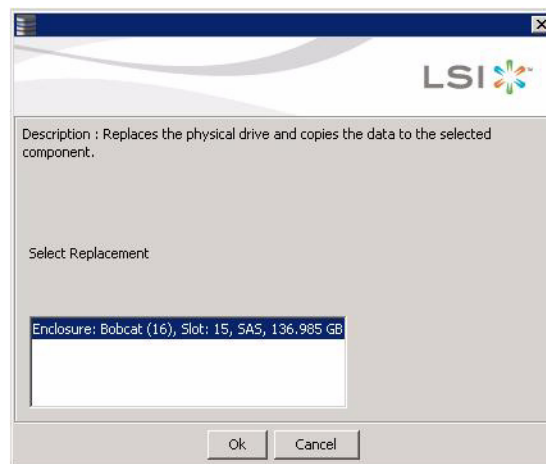 LSI
Description : Replaces the physical drive and copies the data to the selected
component.
Select Replacement
Enclosure: Bobcat (16), Slot: 15, SAS, 136.985 GB
Ok
Cancel